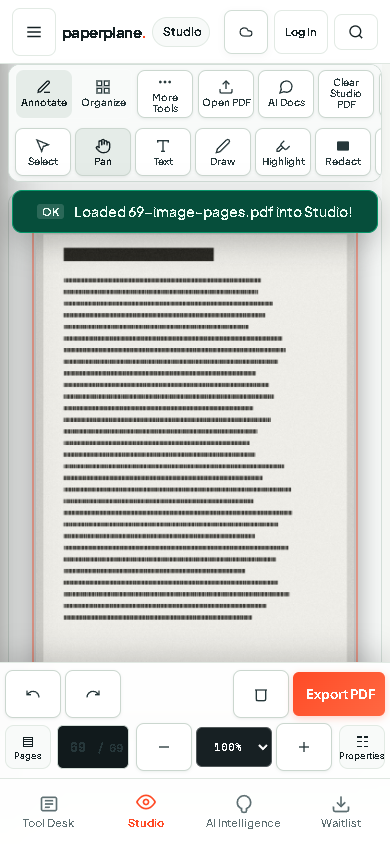 paperplane.
Studio
Log In
Annotate
Organize
More Tools
Open PDF
AI Docs
Clear Studio PDF
Select
Pan
Text
Draw
Highlight
Redact
OK Loaded 69-image-pages.pdf into Studio!
Export PDF
Pages
69 / 69
100%
Properties
Tool Desk
Studio
AI Intelligence
Waitlist